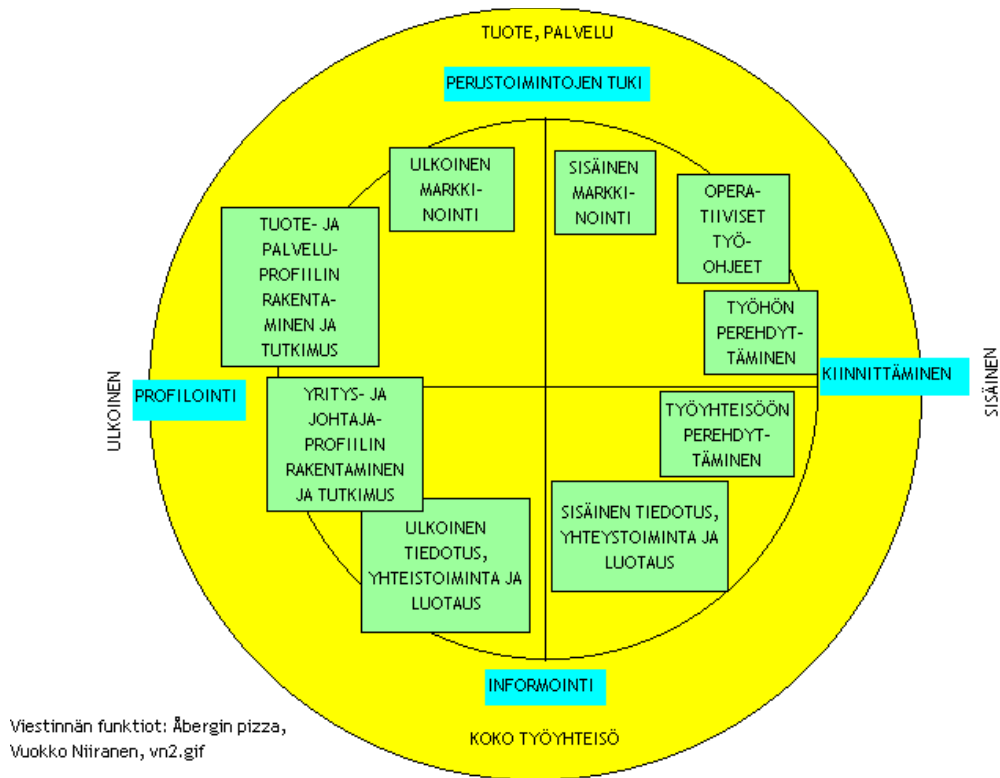 TUOTE, PALVELU
PERUSTOIMINTOJEN TUKI
ULKOINEN
MARKKI-
NOINTI
SISÄINEN
MARKKI-
NOINTI
OPERA-
TIIVISET
TYÖ-
OHJEET
TUOTE- JA
PALVELU-
PROFIILIN
RAKENTA-
MINEN JA
TUTKIMUS
TYÖHÖN
PEREHDYT-
TÄMINEN
ULKOINEN
PROFILOINTI
KIINNITTÄMINEN
SISÄINEN
YRITYS- JA
JOHTAJA-
PROFIILIN
RAKENTAMINEN
JA TUTKIMUS
TYÖYHTEISÖÖN
PEREHDYT-
TÄMINEN
ULKOINEN
TIEDOTUS,
YHTEISTOIMINTA JA
LUOTAUS
SISÄINEN TIEDOTUS,
YHTEYSTOIMINTA JA
LUOTAUS
INFORMOINTI
KOKO TYÖYHTEISÖ
Viestinnän funktiot: Åbergin pizza,
Vuokko Niiranen, vn2.gif